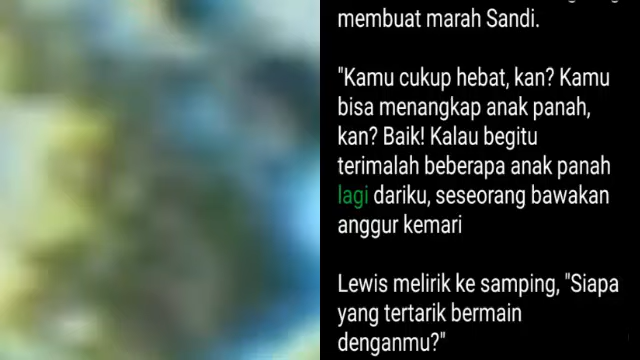 membuat marah Sandi.
"Kamu cukup hebat, kan? Kamu
bisa menangkap anak panah,
kan? Baik! Kalau begitu
terimalah beberapa anak panah
lagi dariku, seseorang bawakan
anggur kemari
Lewis melirik ke samping, "Siapa
yang tertarik bermain
denganmu?"